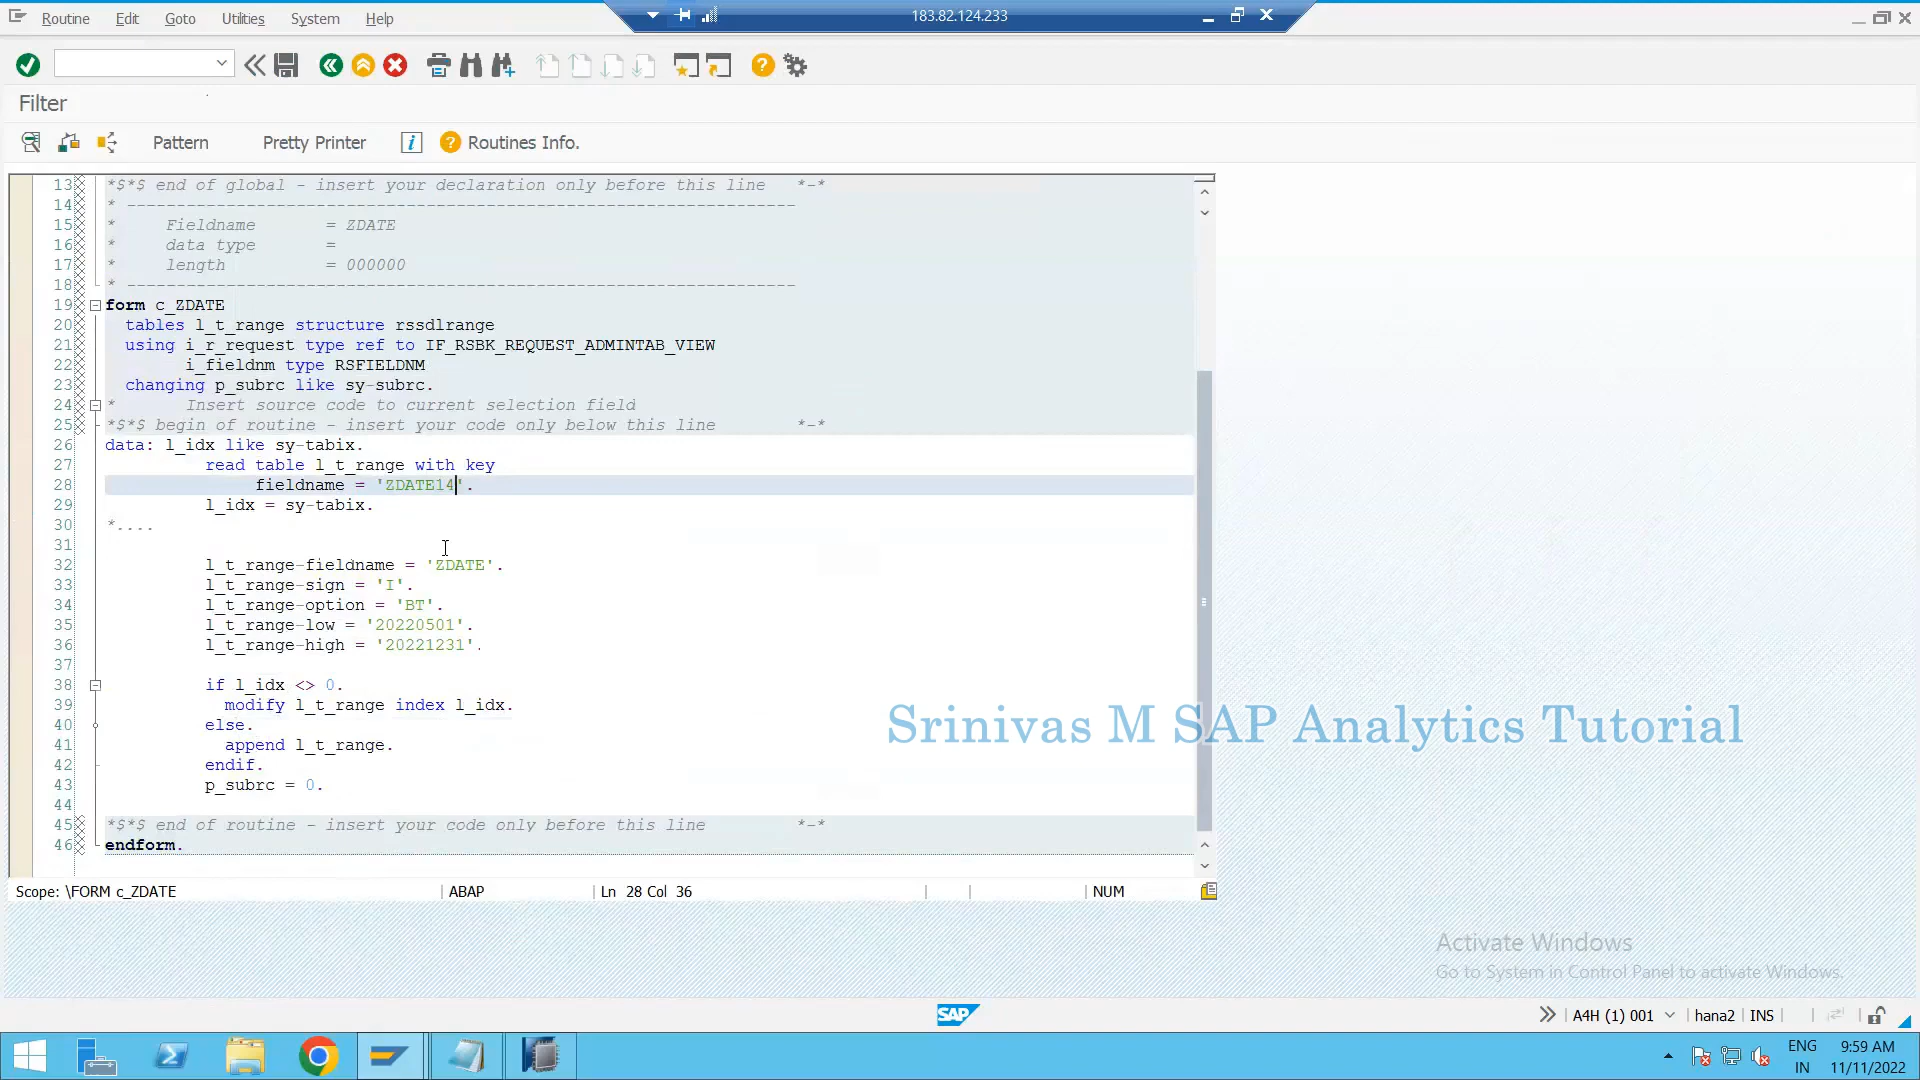 Routine Edit Goto Utilities System Help
183.82.124.233
Filter
Pattern Pretty Printer Routines Info.
13 *$*$ end of global - insert your declaration only before this line *-*
14 * -------------------------------------------------------------------
15 * Fieldname = ZDATE
16 * data type =
17 * length = 000000
18 * -------------------------------------------------------------------
19 form c_ZDATE
20 tables l_t_range structure rssdlrange
21 using i_r_request type ref to IF_RSBK_REQUEST_ADMINTAB_VIEW
22 i_fieldnm type RSFIELDNM
23 changing p_subrc like sy-subrc.
24 * Insert source code to current selection field
25 *$*$ begin of routine - insert your code only below this line *-*
26 data: l_idx like sy-tabix.
27 read table l_t_range with key
28 fieldname = 'ZDATE14'.
29 l_idx = sy-tabix.
30 *....
31
32 l_t_range-fieldname = 'ZDATE'.
33 l_t_range-sign = 'I'.
34 l_t_range-option = 'BT'.
35 l_t_range-low = '20220501'.
36 l_t_range-high = '20221231'.
37
38 if l_idx <> 0.
39 modify l_t_range index l_idx.
40 else.
41 append l_t_range.
42 endif.
43 p_subrc = 0.
44
45 *$*$ end of routine - insert your code only before this line *-*
46 endform.
Srinivas M SAP Analytics Tutorial
Scope: \FORM c_ZDATE ABAP Ln 28 Col 36 NUM
Activate Windows
Go to System in Control Panel to activate Windows.
SAP
A4H (1) 001 hana2 INS
ENG 9:59 AM
IN 11/11/2022